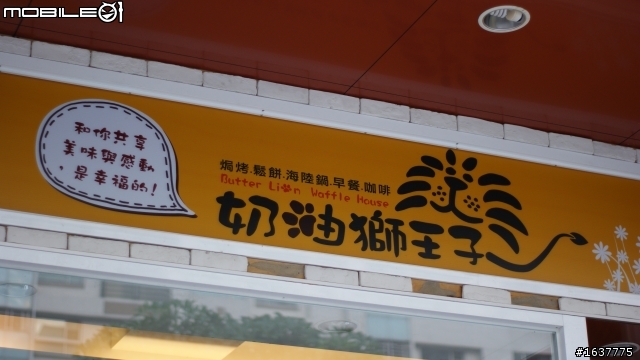 MOBILE01
和你共享
美味與感動
,是幸福的!
焗烤.鬆餅.海陸鍋.早餐.咖啡
Butter Lion Waffle House
奶油獅王子
#1637775